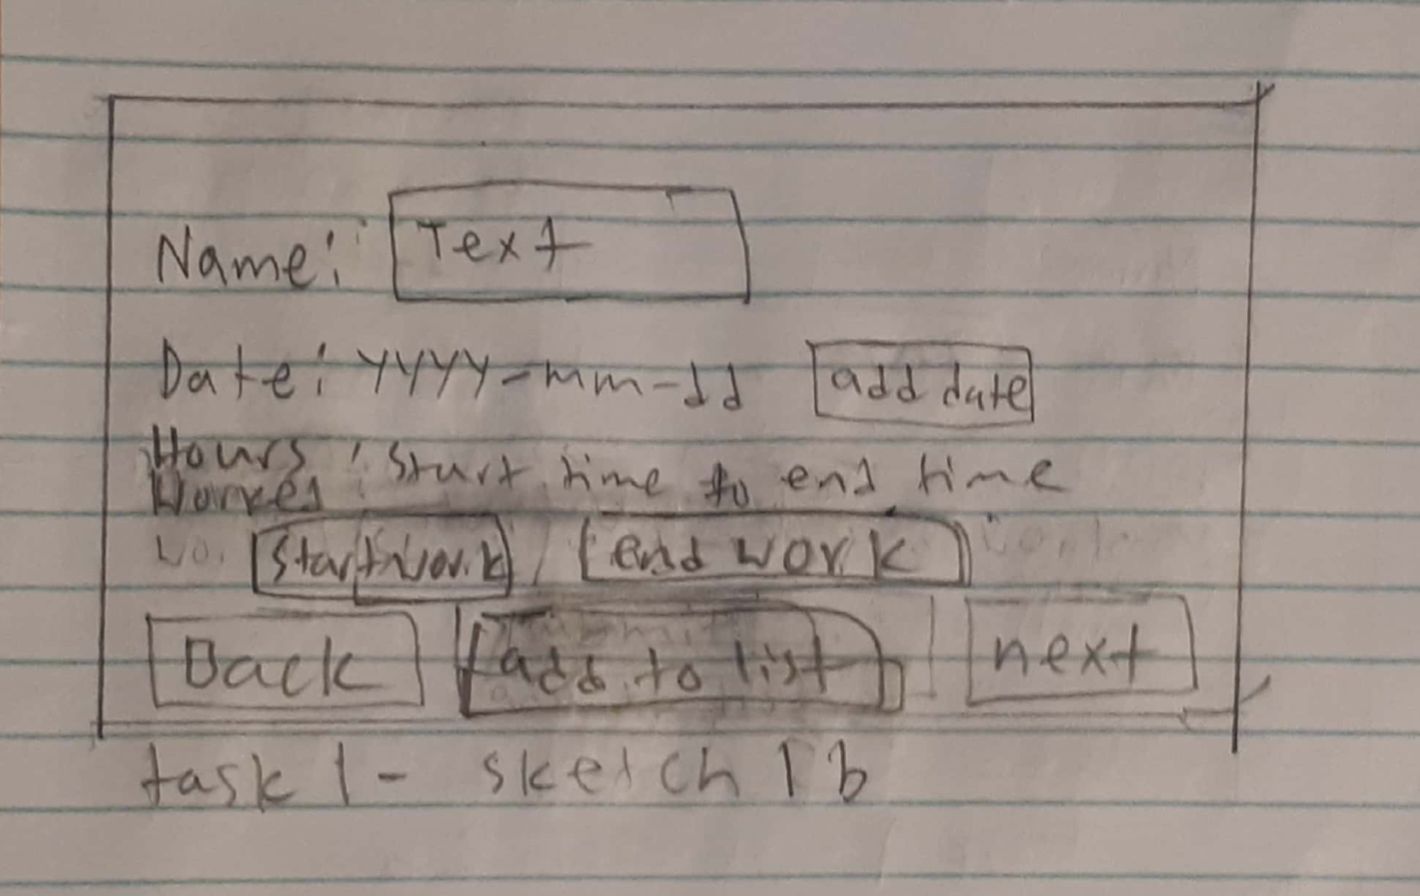 Name: Text
Date: YYYY-mm-dd add date
Hours
Worked : Start time to end time
start work / end work
Back add to list next
task 1 - sketch 1b